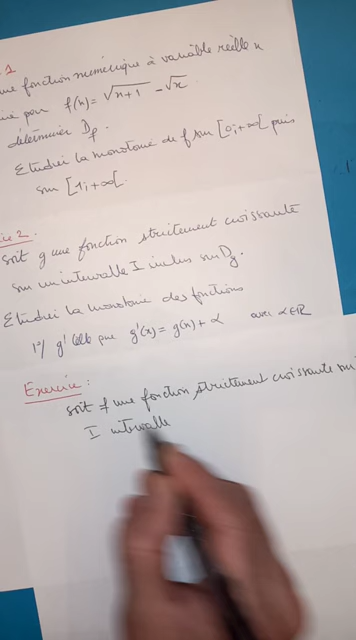 1
une fonction numérique à variable réelle x
par f(x) = √x+1 - √x
déterminer Df
Etudier la monotonie de f sur [0;+∞[ puis
sur [1;+∞[.
2.
soit g une fonction strictement croissante
sur un intervalle I inclus sur Dg.
Etudier la monotonie des fonctions
1°/ g' telle que g'(x) = g(x) + α avec α∈ℝ
Exercice :
soit f une fonction strictement croissante sur
I intervalle